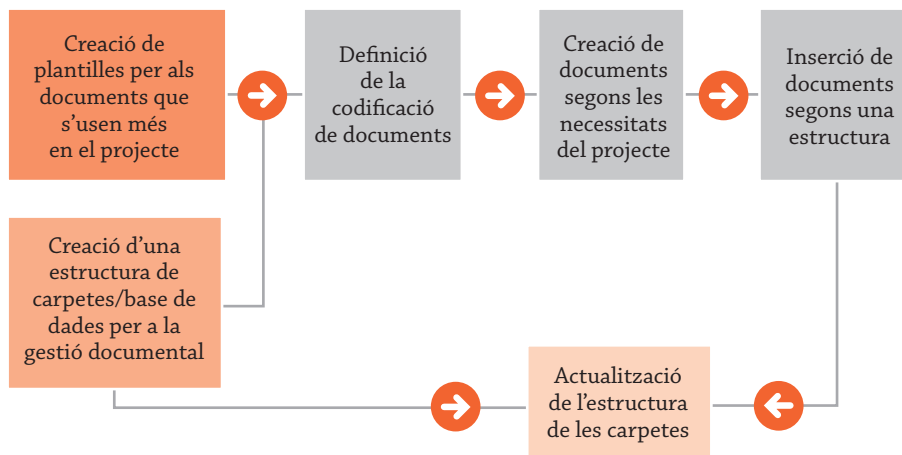 Creació de
plantilles per als
documents que
s’usen més
en el projecte
Definició
de la
codificació
de documents
Creació de
documents
segons les
necessitats
del projecte
Inserció de
documents
segons una
estructura
Creació d’una
estructura de
carpetes/base de
dades per a la
gestió documental
Actualització
de l’estructura
de les carpetes